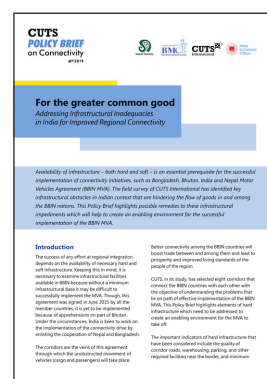 CUTS
POLICY BRIEF
on Connectivity
BMCI
CUTS
International
NEPAL
ECONOMIC
FORUM
For the greater common good
Addressing Infrastructural Inadequacies
in India for Improved Regional Connectivity
Availability of infrastructure – both hard and soft – is an essential prerequisite for the successful
implementation of connectivity initiatives, such as Bangladesh, Bhutan, India and Nepal Motor
Vehicles Agreement (BBIN MVA). The field survey of CUTS International has identified key
infrastructural obstacles in Indian context that are hindering the flow of goods in and among
the BBIN nations. This Policy Brief highlights possible remedies to these infrastructural
impediments which will help to create an enabling environment for the successful
implementation of the BBIN MVA.
Introduction
The success of any effort at regional integration
depends on the availability of necessary hard and
soft infrastructure. Keeping this in mind, it is
necessary to examine infrastructural facilities
available in BBIN because without a minimum
infrastructural base it may be difficult to
successfully implement the MVA. Though, this
agreement was signed in June 2015 by all the
member countries, it is yet to be implemented
because of apprehensions on part of Bhutan.
Under the circumstances, India is keen to work on
the implementation of the connectivity drive by
enlisting the cooperation of Nepal and Bangladesh.
The corridors are the veins of this agreement
through which the unobstructed movement of
vehicles (cargo and passengers) will take place.
Better connectivity among the BBIN countries will
boost trade between and among them and lead to
prosperity and improved living standards of the
people of the region.
CUTS, in its study, has selected eight corridors that
connect the BBIN countries with each other with
the objective of understanding the problems that
lie on path of effective implementation of the BBIN
MVA. This Policy Brief highlights elements of hard
infrastructure which need to be addressed to
create an enabling environment for the MVA to
take off.
The important indicators of hard infrastructure that
have been considered include the quality of
corridor roads, warehousing, parking, and other
required facilities near the border, and minimum